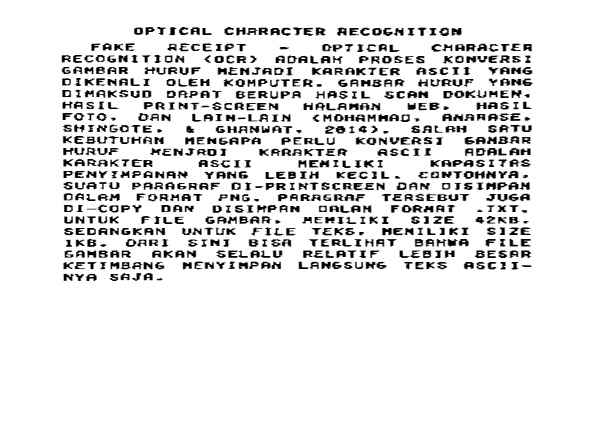 OPTICAL CHARACTER RECOGNITION
FAKE RECEIPT - OPTICAL CHARACTER
RECOGNITION (OCR) ADALAH PROSES KONVERSI
GAMBAR HURUF MENJADI KARAKTER ASCII YANG
DIKENALI OLEH KOMPUTER. GAMBAR HURUF YANG
DIMAKSUD DAPAT BERUPA HASIL SCAN DOKUMEN,
HASIL PRINT-SCREEN HALAMAN WEB, HASIL
FOTO, DAN LAIN-LAIN (MOHAMMAD, ANARASE,
SHINGOTE, & GHANWAT, 2014). SALAH SATU
KEBUTUHAN MENGAPA PERLU KONVERSI GAMBAR
HURUF MENJADI KARAKTER ASCII ADALAH
KARAKTER ASCII MEMILIKI KAPASITAS
PENYIMPANAN YANG LEBIH KECIL. CONTOHNYA,
SUATU PARAGRAF DI-PRINTSCREEN DAN DISIMPAN
DALAM FORMAT PNG. PARAGRAF TERSEBUT JUGA
DI-COPY DAN DISIMPAN DALAM FORMAT .TXT.
UNTUK FILE GAMBAR, MEMILIKI SIZE 42KB,
SEDANGKAN UNTUK FILE TEKS, MEMILIKI SIZE
1KB. DARI SINI BISA TERLIHAT BAHWA FILE
GAMBAR AKAN SELALU RELATIF LEBIH BESAR
KETIMBANG MENYIMPAN LANGSUNG TEKS ASCII-
NYA SAJA.